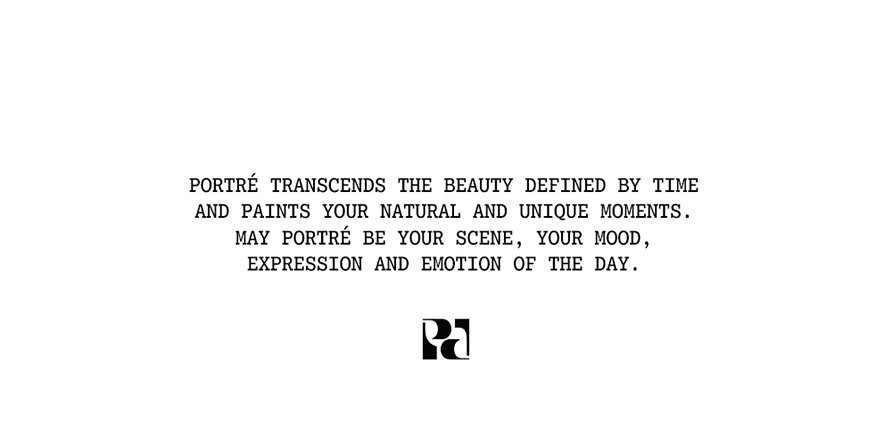 PORTRÉ TRANSCENDS THE BEAUTY DEFINED BY TIME
AND PAINTS YOUR NATURAL AND UNIQUE MOMENTS.
MAY PORTRÉ BE YOUR SCENE, YOUR MOOD,
EXPRESSION AND EMOTION OF THE DAY.